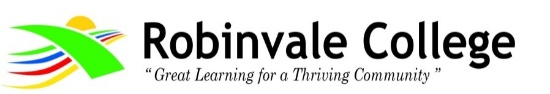 Robinvale College
“ Great Learning for a Thriving Community ”